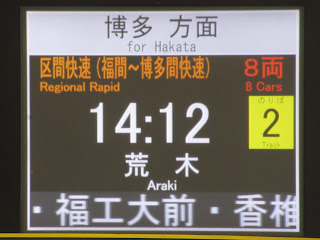 博多 方面
for Hakata
区間快速（福間～博多間快速） 8両
Regional Rapid 8 Cars
14:12
のりば
2
Track
荒木
Araki
・福工大前・香椎